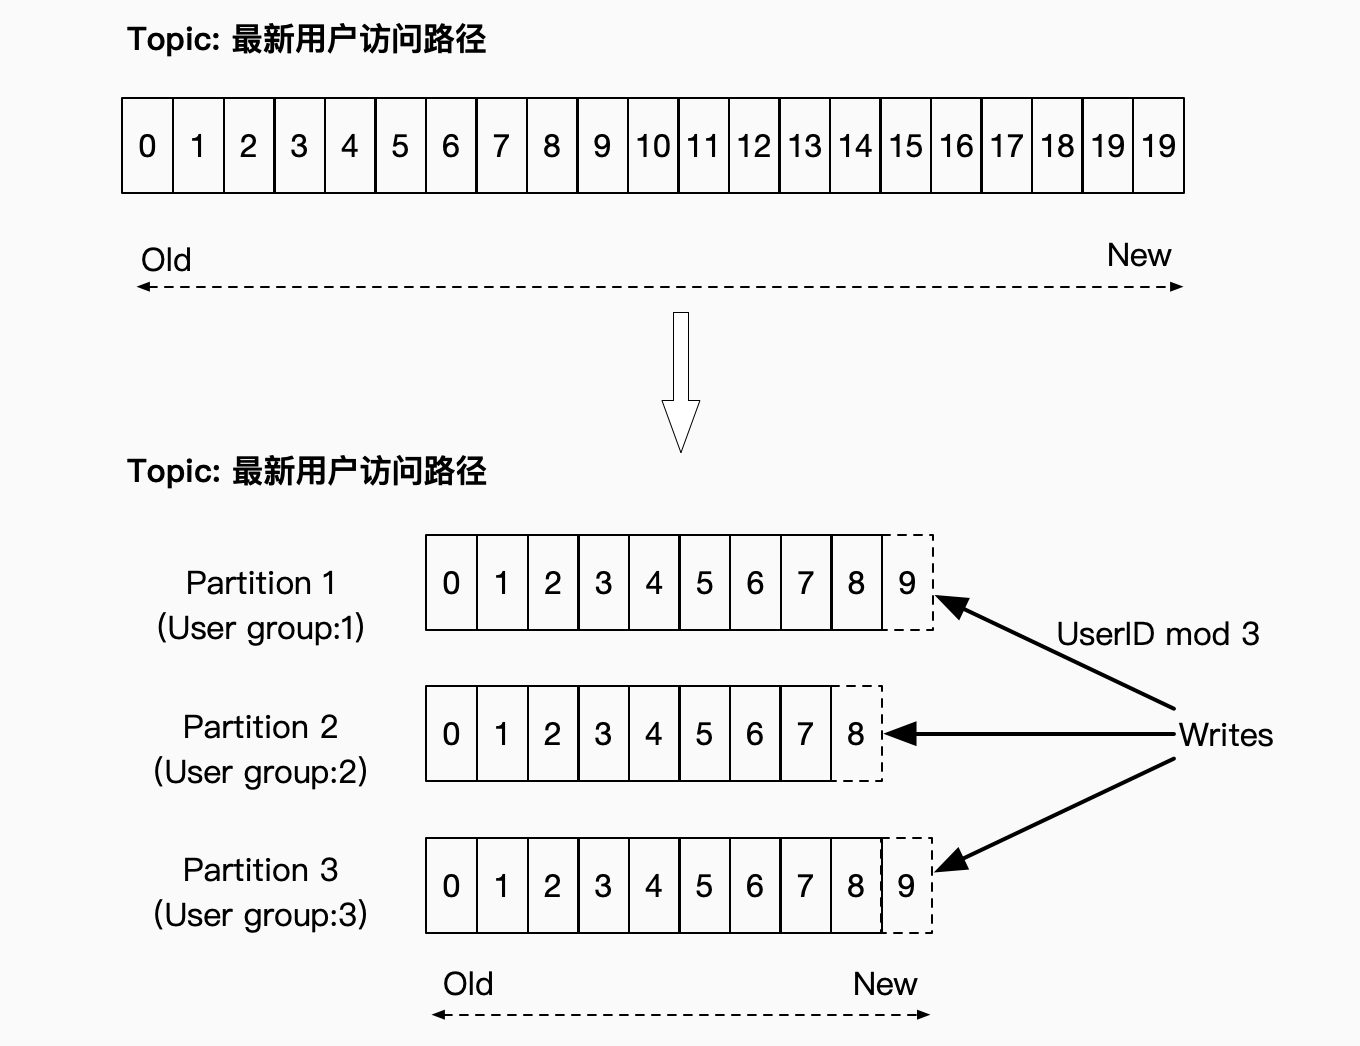 Topic: 最新用户访问路径
0 1 2 3 4 5 6 7 8 9 10 11 12 13 14 15 16 17 18 19 19
Old New
Topic: 最新用户访问路径
Partition 1
(User group:1)
0 1 2 3 4 5 6 7 8 9
UserID mod 3
Partition 2
(User group:2)
0 1 2 3 4 5 6 7 8
Writes
Partition 3
(User group:3)
0 1 2 3 4 5 6 7 8 9
Old New